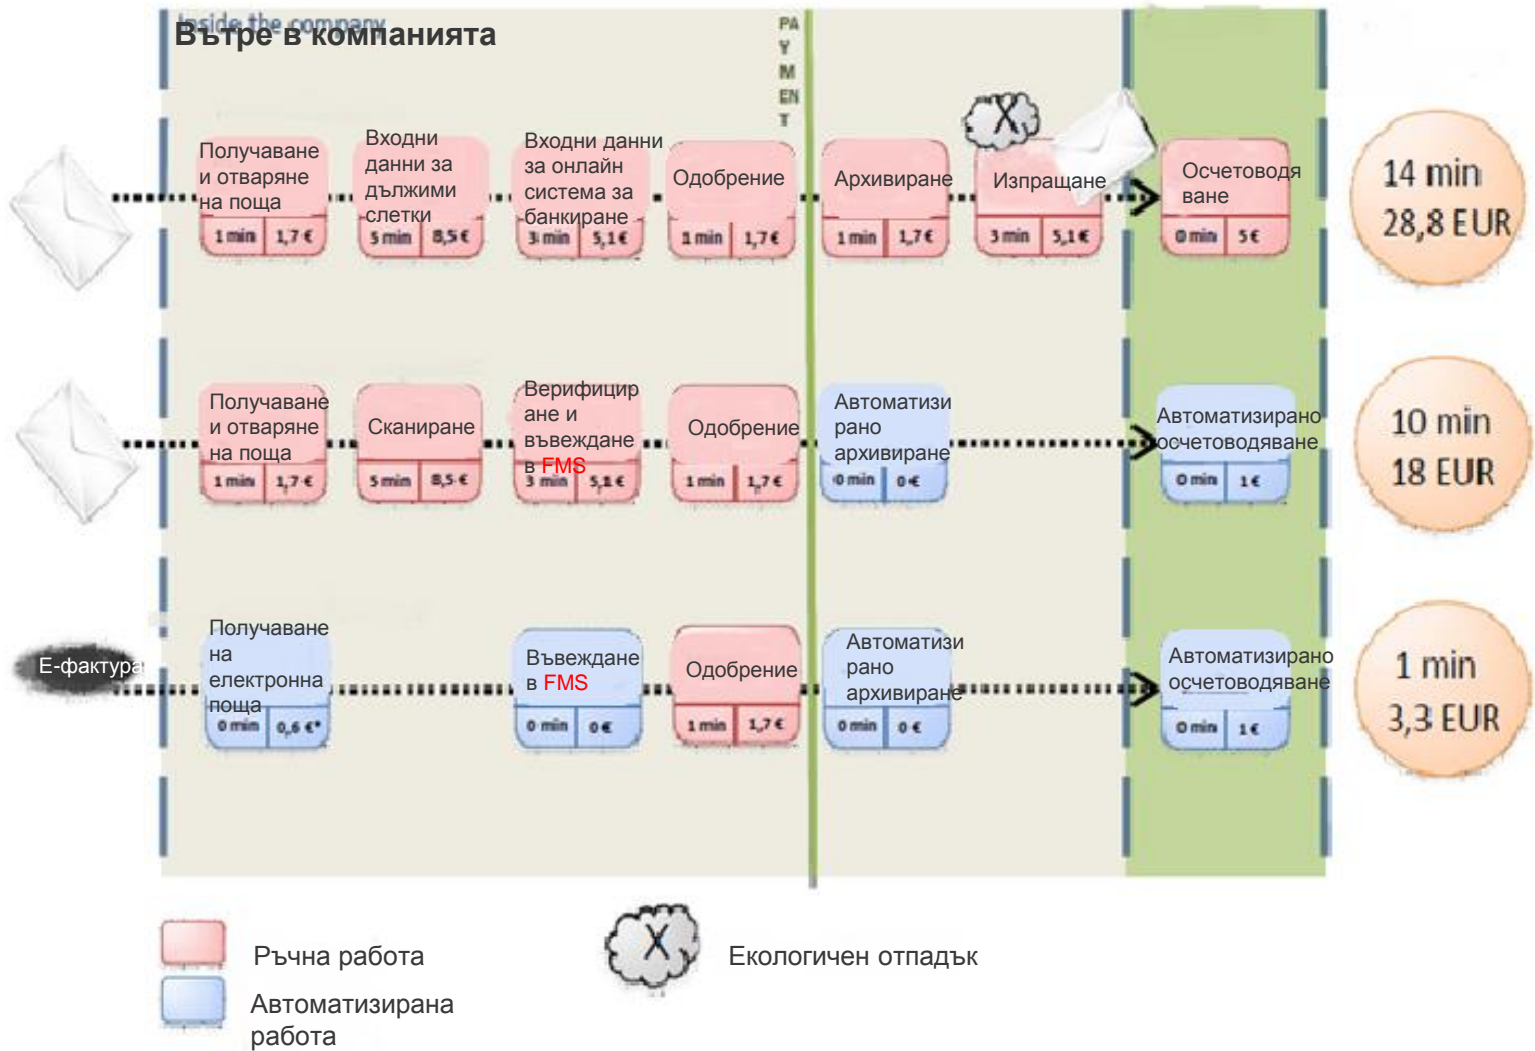 Inside the company
Вътре в компанията
PA
Y
M
EN
T
Получаване
и отваряне
на поща
1 min 1,7 €
Входни
данни за
дължими
слетки
5 min 8,5 €
Входни данни
за онлайн
система за
банкиране
3 min 5,1 €
Одобрение
1 min 1,7 €
Архивиране
1 min 1,7 €
X
Изпращане
3 min 5,1 €
Осчетоводя
ване
0 min 5 €
14 min
28,8 EUR
Получаване
и отваряне
на поща
1 min 1,7 €
Сканиране
5 min 8,5 €
Верифицир
ане и
въвеждане
в FMS
3 min 5,1 €
Одобрение
1 min 1,7 €
Автоматизи
рано
архивиране
0 min 0 €
Автоматизирано
осчетоводяване
0 min 1 €
10 min
18 EUR
Е-фактура
Получаване
на
електронна
поща
0 min 0,6 €*
Въвеждане
в FMS
0 min 0 €
Одобрение
1 min 1,7 €
Автоматизи
рано
архивиране
0 min 0 €
Автоматизирано
осчетоводяване
0 min 1 €
1 min
3,3 EUR
Ръчна работа
X
Екологичен отпадък
Автоматизирана
работа